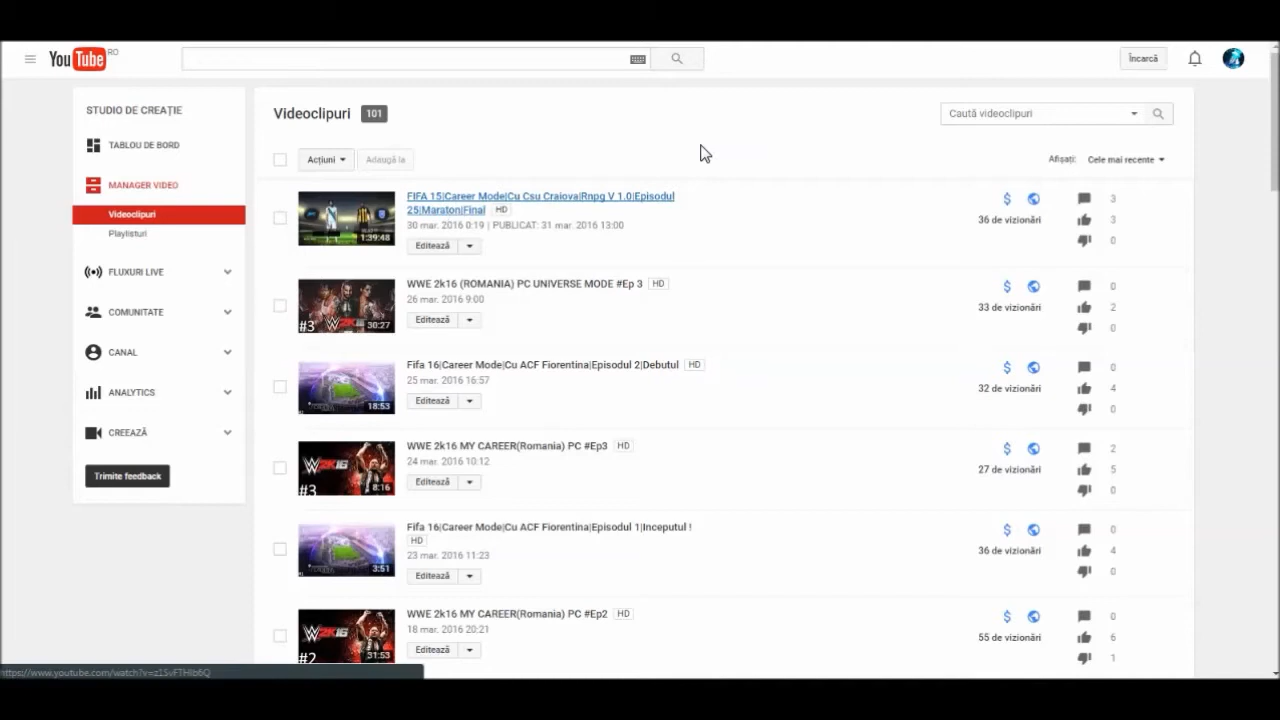 YouTube RO
Încarcă
STUDIO DE CREAȚIE
TABLOU DE BORD
MANAGER VIDEO
Videoclipuri
Playlisturi
FLUXURI LIVE
COMUNITATE
CANAL
ANALYTICS
CREEAZĂ
Trimite feedback
Videoclipuri 101
Caută videoclipuri
Acțiuni
Adaugă la
Afișați: Cele mai recente
1:39:48
FIFA 15|Career Mode|Cu Csu Craiova|Rnpg V 1.0|Episodul
25|Maraton|Final HD
30 mar. 2016 0:19 | PUBLICAT: 31 mar. 2016 13:00
Editează
$
36 de vizionări
3
3
0
#3 WWE 2K16 30:27
WWE 2k16 (ROMANIA) PC UNIVERSE MODE #Ep 3 HD
26 mar. 2016 9:00
Editează
$
33 de vizionări
0
2
0
18:53
Fifa 16|Career Mode|Cu ACF Fiorentina|Episodul 2|Debutul HD
25 mar. 2016 16:57
Editează
$
32 de vizionări
0
4
0
W2K16
#3 8:16
WWE 2k16 MY CAREER(Romania) PC #Ep3 HD
24 mar. 2016 10:12
Editează
$
27 de vizionări
2
5
0
3:51
Fifa 16|Career Mode|Cu ACF Fiorentina|Episodul 1|Inceputul !
HD
23 mar. 2016 11:23
Editează
$
36 de vizionări
0
4
0
W2K16
#2 31:53
WWE 2k16 MY CAREER(Romania) PC #Ep2 HD
18 mar. 2016 20:21
Editează
$
55 de vizionări
0
6
1